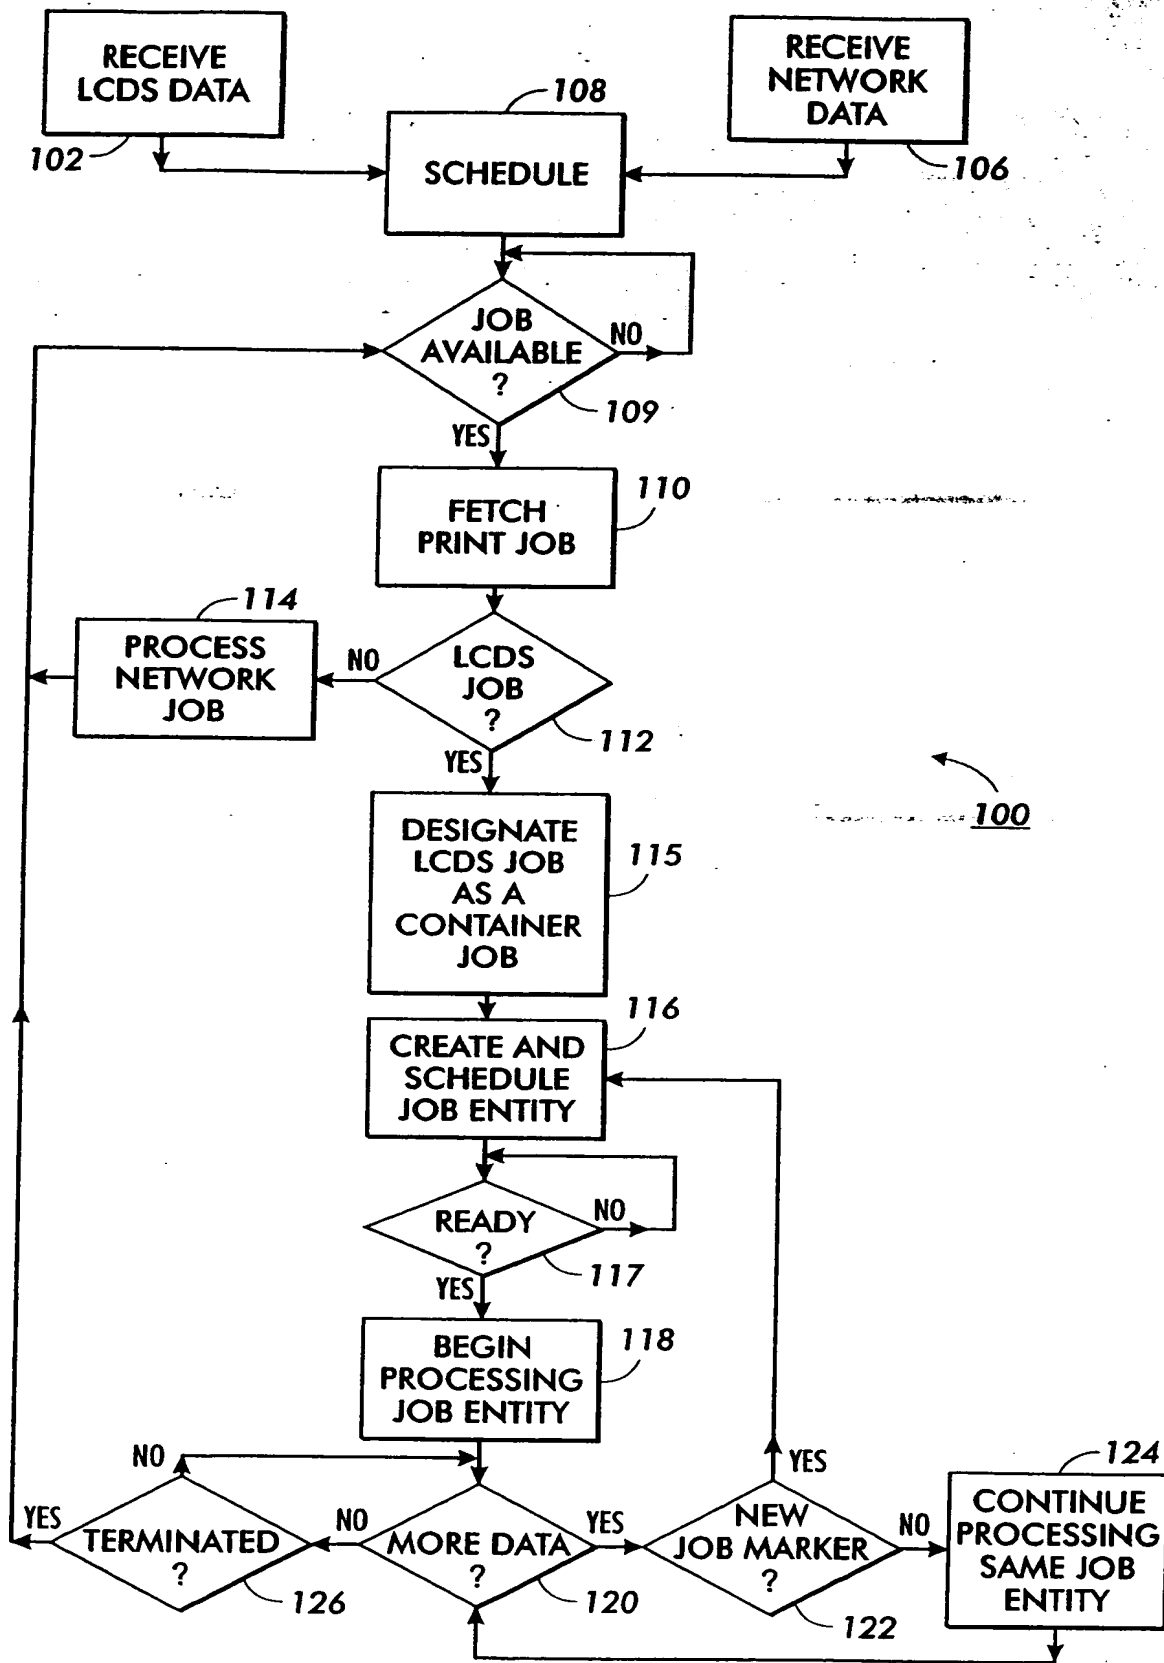 RECEIVE
LCDS DATA
102
RECEIVE
NETWORK
DATA
106
108
SCHEDULE
JOB
AVAILABLE
?
NO
109
YES
110
FETCH
PRINT JOB
114
PROCESS
NETWORK
JOB
NO
LCDS
JOB
?
112
YES
100
DESIGNATE
LCDS JOB
AS A
CONTAINER
JOB
115
116
CREATE AND
SCHEDULE
JOB ENTITY
READY
?
NO
117
YES
BEGIN
PROCESSING
JOB ENTITY
118
NO
YES
TERMINATED
?
126
NO
MORE DATA
?
120
YES
YES
NEW
JOB MARKER
?
122
NO
124
CONTINUE
PROCESSING
SAME JOB
ENTITY